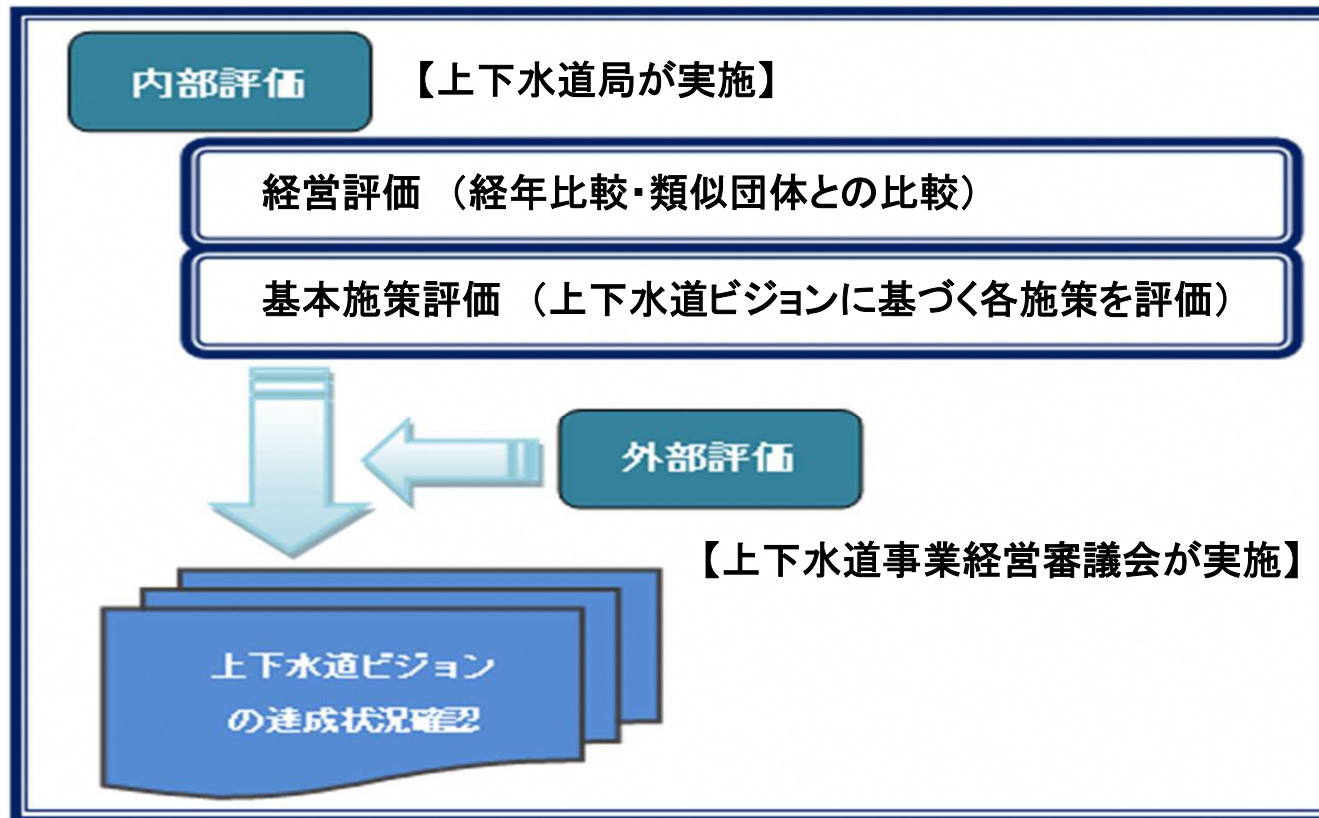 内部評価
【上下水道局が実施】
経営評価 (経年比較・類似団体との比較)
基本施策評価 (上下水道ビジョンに基づく各施策を評価)
外部評価
【上下水道事業経営審議会が実施】
上下水道ビジョン
の達成状況確認